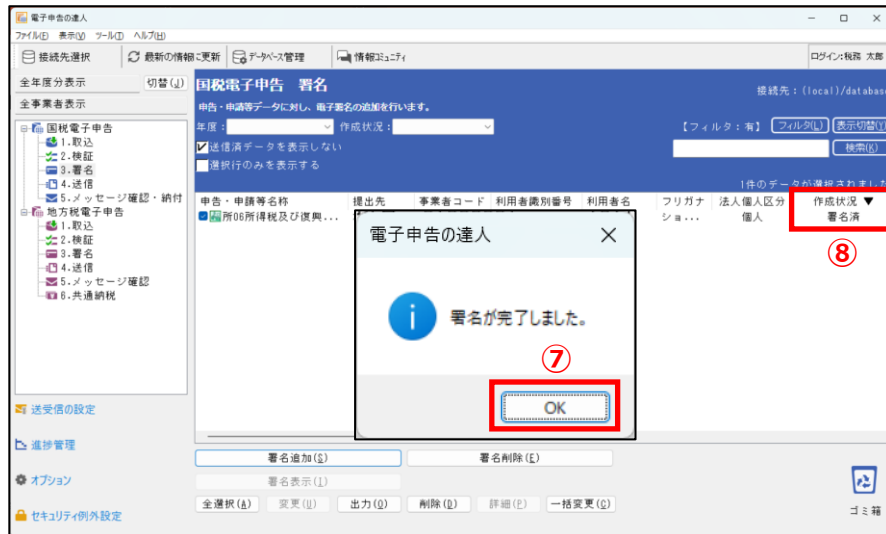 電子申告の達人
ファイル(F) 表示(V) ツール(T) ヘルプ(H)
接続先選択 最新の情報に更新 データベース管理 情報コミュニティ ログイン:税務 太郎
全年度分表示 切替(J)
全事業者表示
国税電子申告
1.取込
2.検証
3.署名
4.送信
5.メッセージ確認・納付
地方税電子申告
1.取込
2.検証
3.署名
4.送信
5.メッセージ確認
6.共通納税
送受信の設定
進捗管理
オプション
セキュリティ例外設定
国税電子申告 署名
接続先:(local)/database
申告・申請等データに対し、電子署名の追加を行います。
年度: 作成状況: 【フィルタ:有】 フィルタ(L) 表示切替(Y)
送信済データを表示しない 検索(K)
選択行のみを表示する
1件のデータが選択されました
申告・申請等名称 提出先 事業者コード 利用者識別番号 利用者名 フリガナ 法人個人区分 作成状況 ▼
所06所得税及び復興... ショ... 個人 署名済
⑧
電子申告の達人
署名が完了しました。
⑦
OK
署名追加(S) 署名削除(E)
署名表示(I)
全選択(A) 変更(U) 出力(O) 削除(D) 詳細(P) 一括変更(C)
ゴミ箱